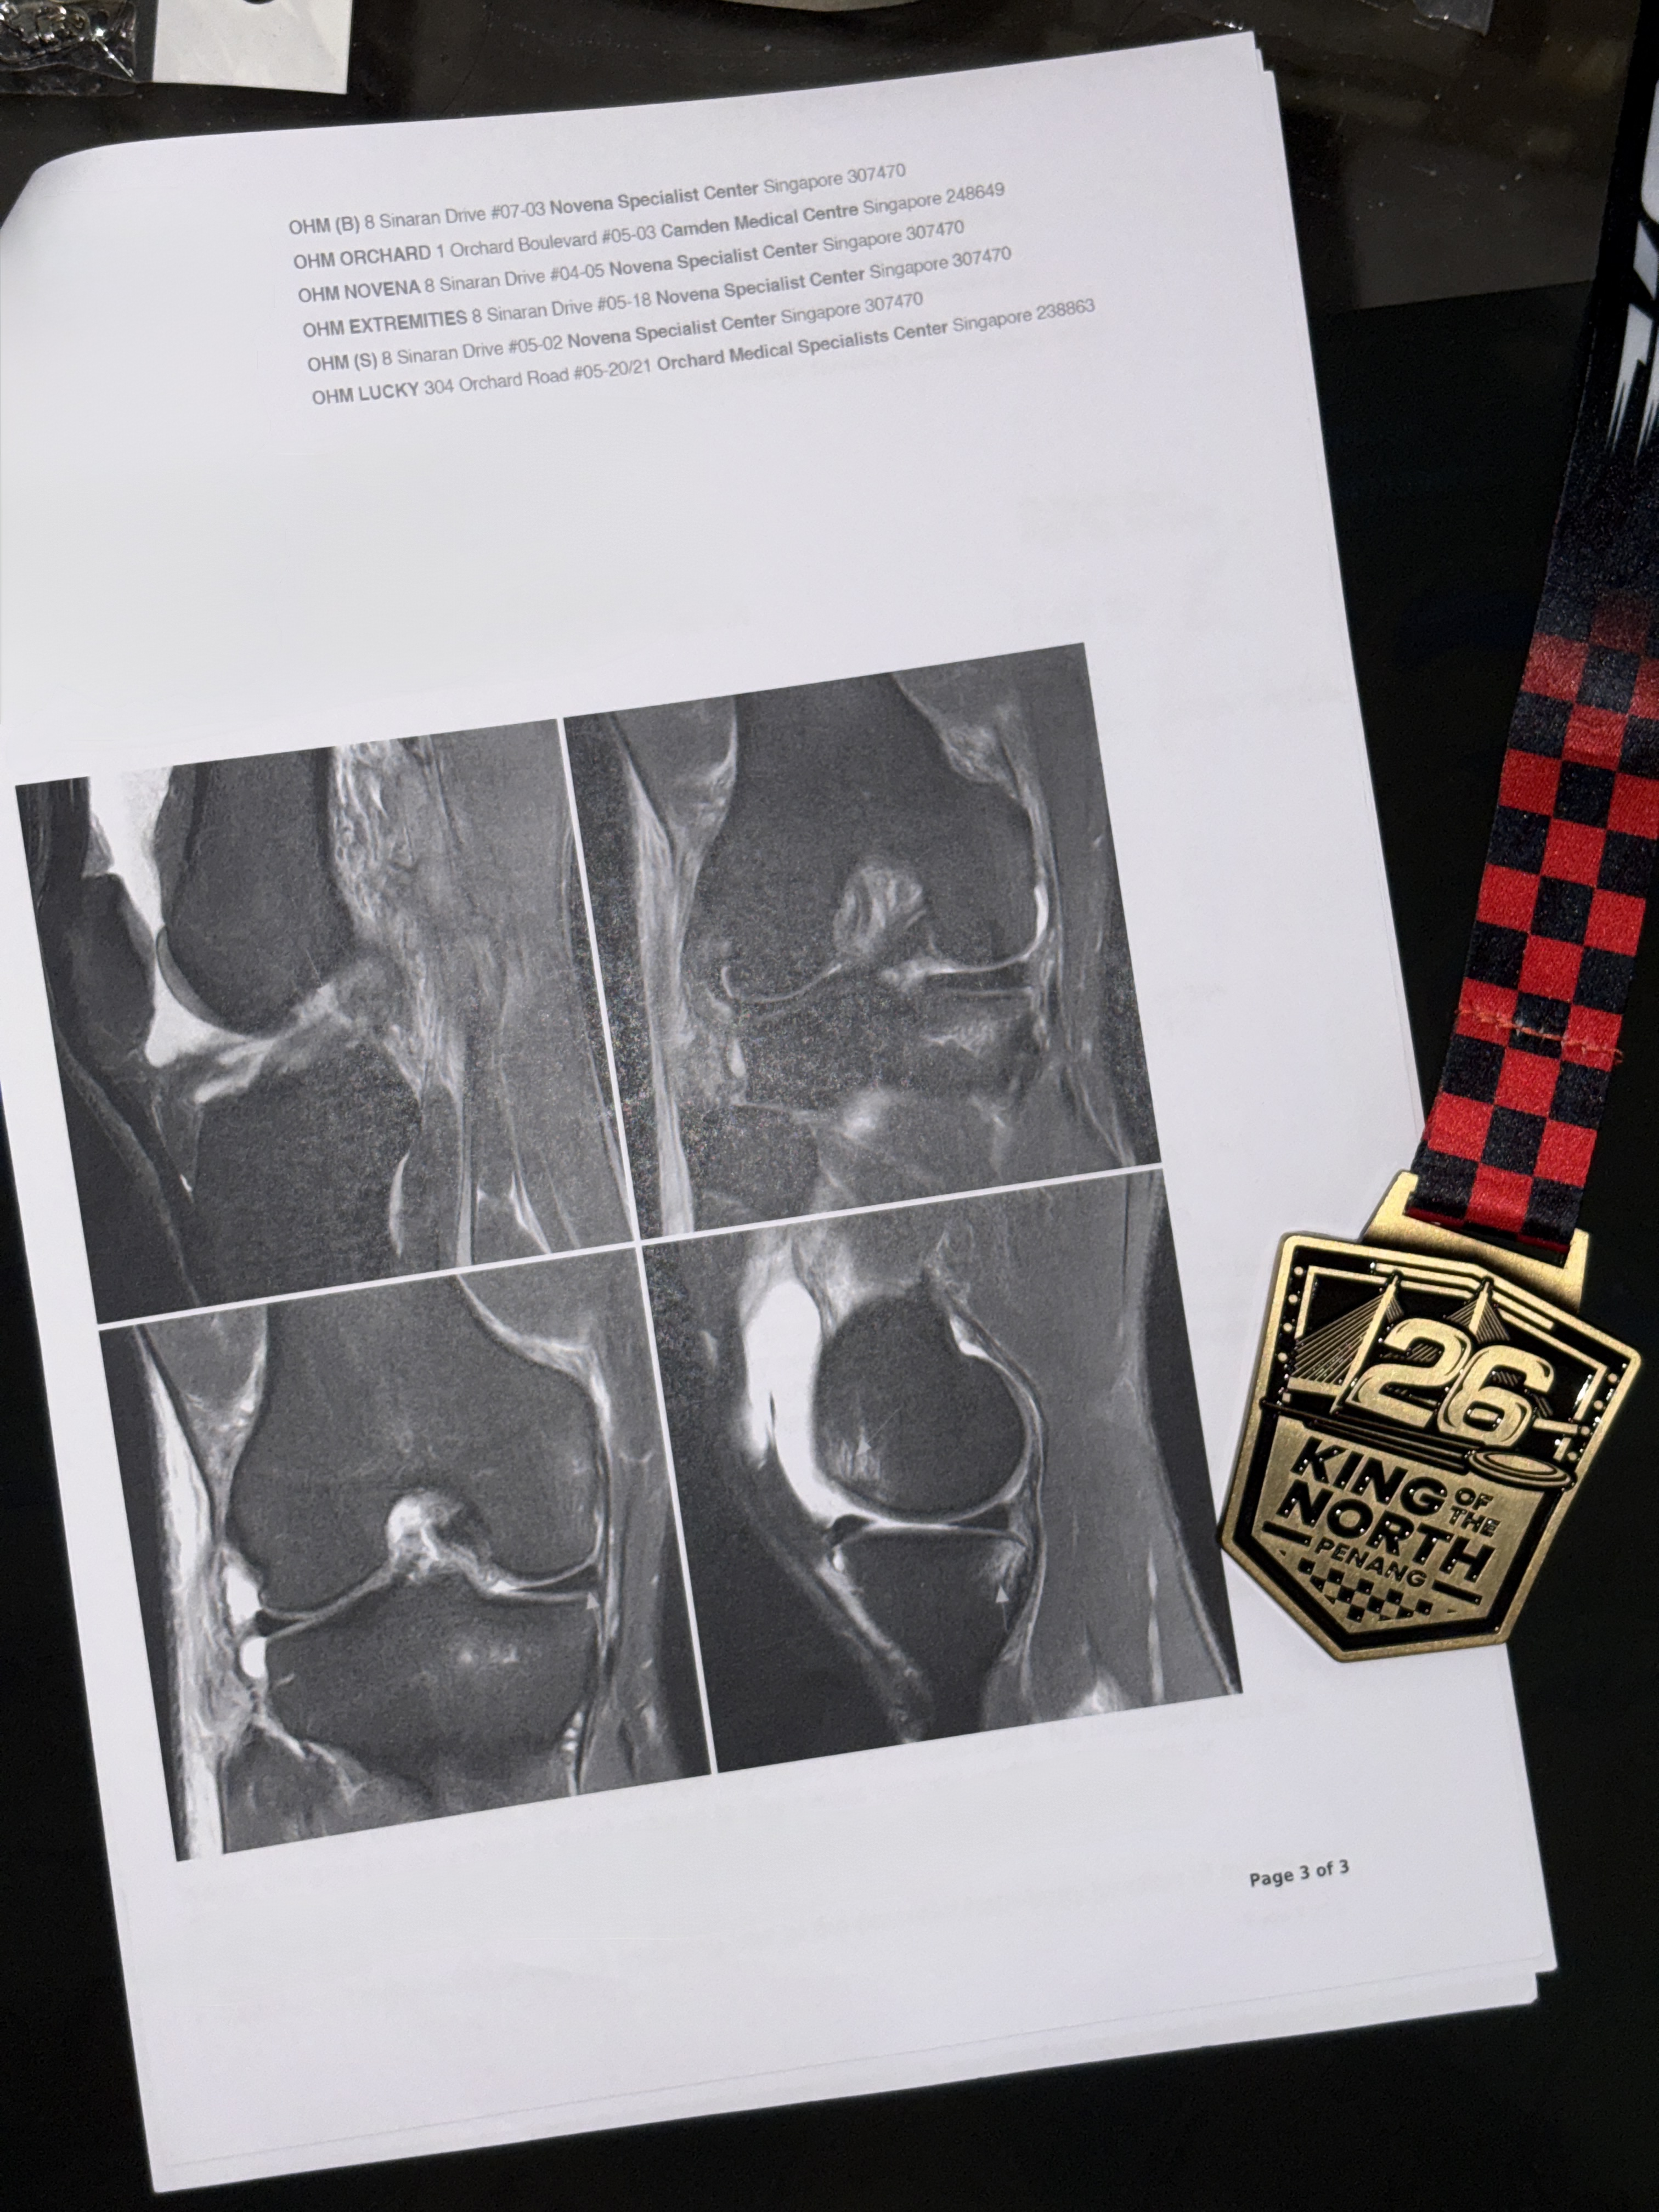 OHM (B) 8 Sinaran Drive #07-03 Novena Specialist Center Singapore 307470
OHM ORCHARD 1 Orchard Boulevard #05-03 Camden Medical Centre Singapore 248649
OHM NOVENA 8 Sinaran Drive #04-05 Novena Specialist Center Singapore 307470
OHM EXTREMITIES 8 Sinaran Drive #05-18 Novena Specialist Center Singapore 307470
OHM (S) 8 Sinaran Drive #05-02 Novena Specialist Center Singapore 307470
OHM LUCKY 304 Orchard Road #05-20/21 Orchard Medical Specialists Center Singapore 238863
26
KING OF THE
NORTH
PENANG
Page 3 of 3